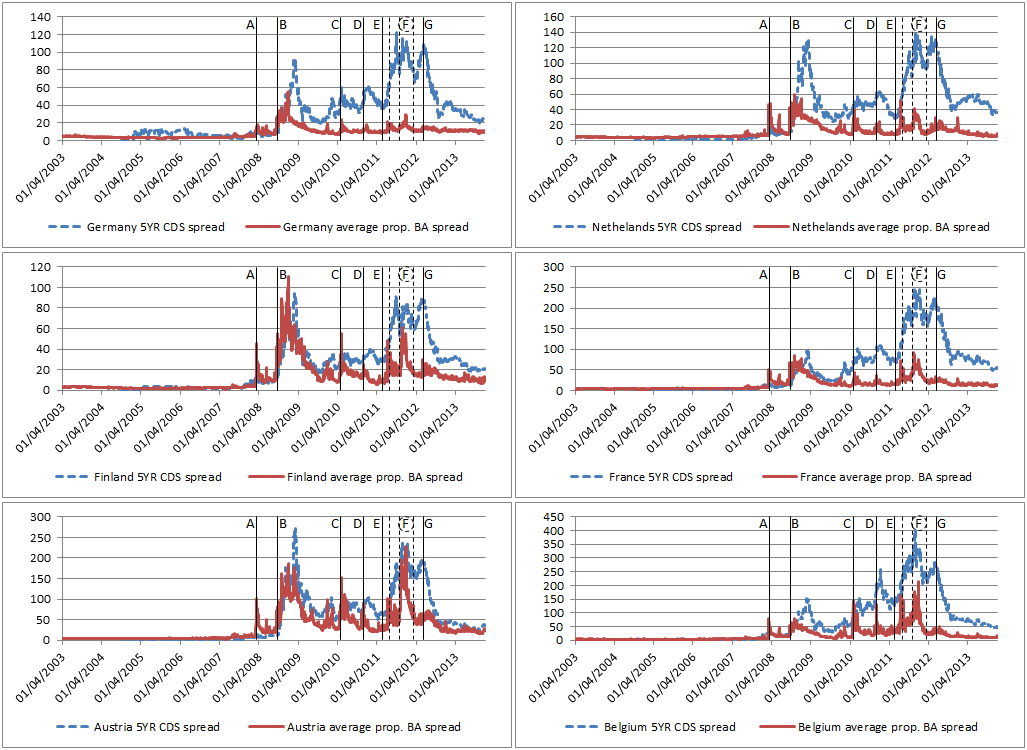 140
120
100
80
60
40
20
0
A B C D E F G
01/04/2003 01/04/2004 01/04/2005 01/04/2006 01/04/2007 01/04/2008 01/04/2009 01/04/2010 01/04/2011 01/04/2012 01/04/2013
Germany 5YR CDS spread Germany average prop. BA spread
160
140
120
100
80
60
40
20
0
A B C D E F G
01/04/2003 01/04/2004 01/04/2005 01/04/2006 01/04/2007 01/04/2008 01/04/2009 01/04/2010 01/04/2011 01/04/2012 01/04/2013
Nethelands 5YR CDS spread Nethelands average prop. BA spread
120
100
80
60
40
20
0
A B C D E F G
01/04/2003 01/04/2004 01/04/2005 01/04/2006 01/04/2007 01/04/2008 01/04/2009 01/04/2010 01/04/2011 01/04/2012 01/04/2013
Finland 5YR CDS spread Finland average prop. BA spread
300
250
200
150
100
50
0
A B C D E F G
01/04/2003 01/04/2004 01/04/2005 01/04/2006 01/04/2007 01/04/2008 01/04/2009 01/04/2010 01/04/2011 01/04/2012 01/04/2013
France 5YR CDS spread France average prop. BA spread
300
250
200
150
100
50
0
A B C D E F G
01/04/2003 01/04/2004 01/04/2005 01/04/2006 01/04/2007 01/04/2008 01/04/2009 01/04/2010 01/04/2011 01/04/2012 01/04/2013
Austria 5YR CDS spread Austria average prop. BA spread
450
400
350
300
250
200
150
100
50
0
A B C D E F G
01/04/2003 01/04/2004 01/04/2005 01/04/2006 01/04/2007 01/04/2008 01/04/2009 01/04/2010 01/04/2011 01/04/2012 01/04/2013
Belgium 5YR CDS spread Belgium average prop. BA spread